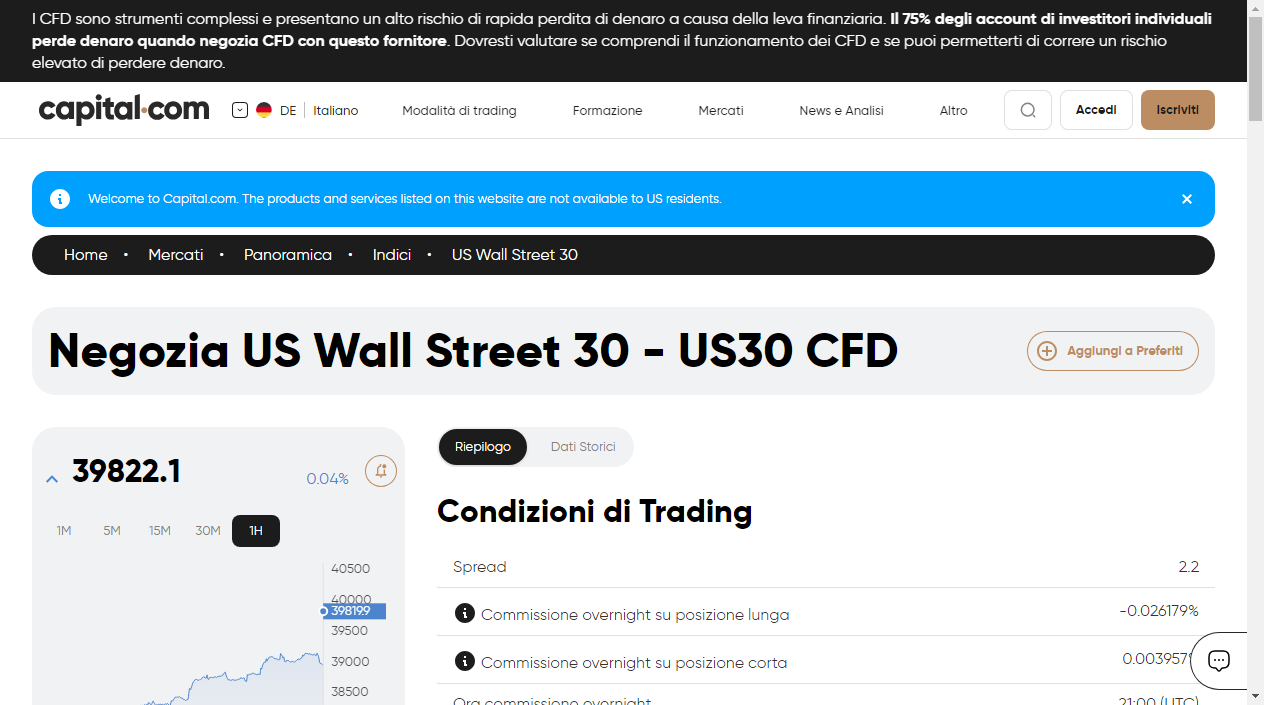 I CFD sono strumenti complessi e presentano un alto rischio di rapida perdita di denaro a causa della leva finanziaria. Il 75% degli account di investitori individuali
perde denaro quando negozia CFD con questo fornitore. Dovresti valutare se comprendi il funzionamento dei CFD e se puoi permetterti di correre un rischio
elevato di perdere denaro.
capital.com DE Italiano Modalità di trading Formazione Mercati News e Analisi Altro Accedi Iscriviti
Welcome to Capital.com. The products and services listed on this website are not available to US residents.
Home • Mercati • Panoramica • Indici • US Wall Street 30
Negozia US Wall Street 30 - US30 CFD
Aggiungi a Preferiti
39822.1 0.04%
1M 5M 15M 30M 1H
40500
40000
39819.9
39500
39000
38500
Riepilogo Dati Storici
Condizioni di Trading
Spread 2.2
Commissione overnight su posizione lunga -0.026179%
Commissione overnight su posizione corta 0.003957%
Ora commissione overnight 21:00 (UTC)